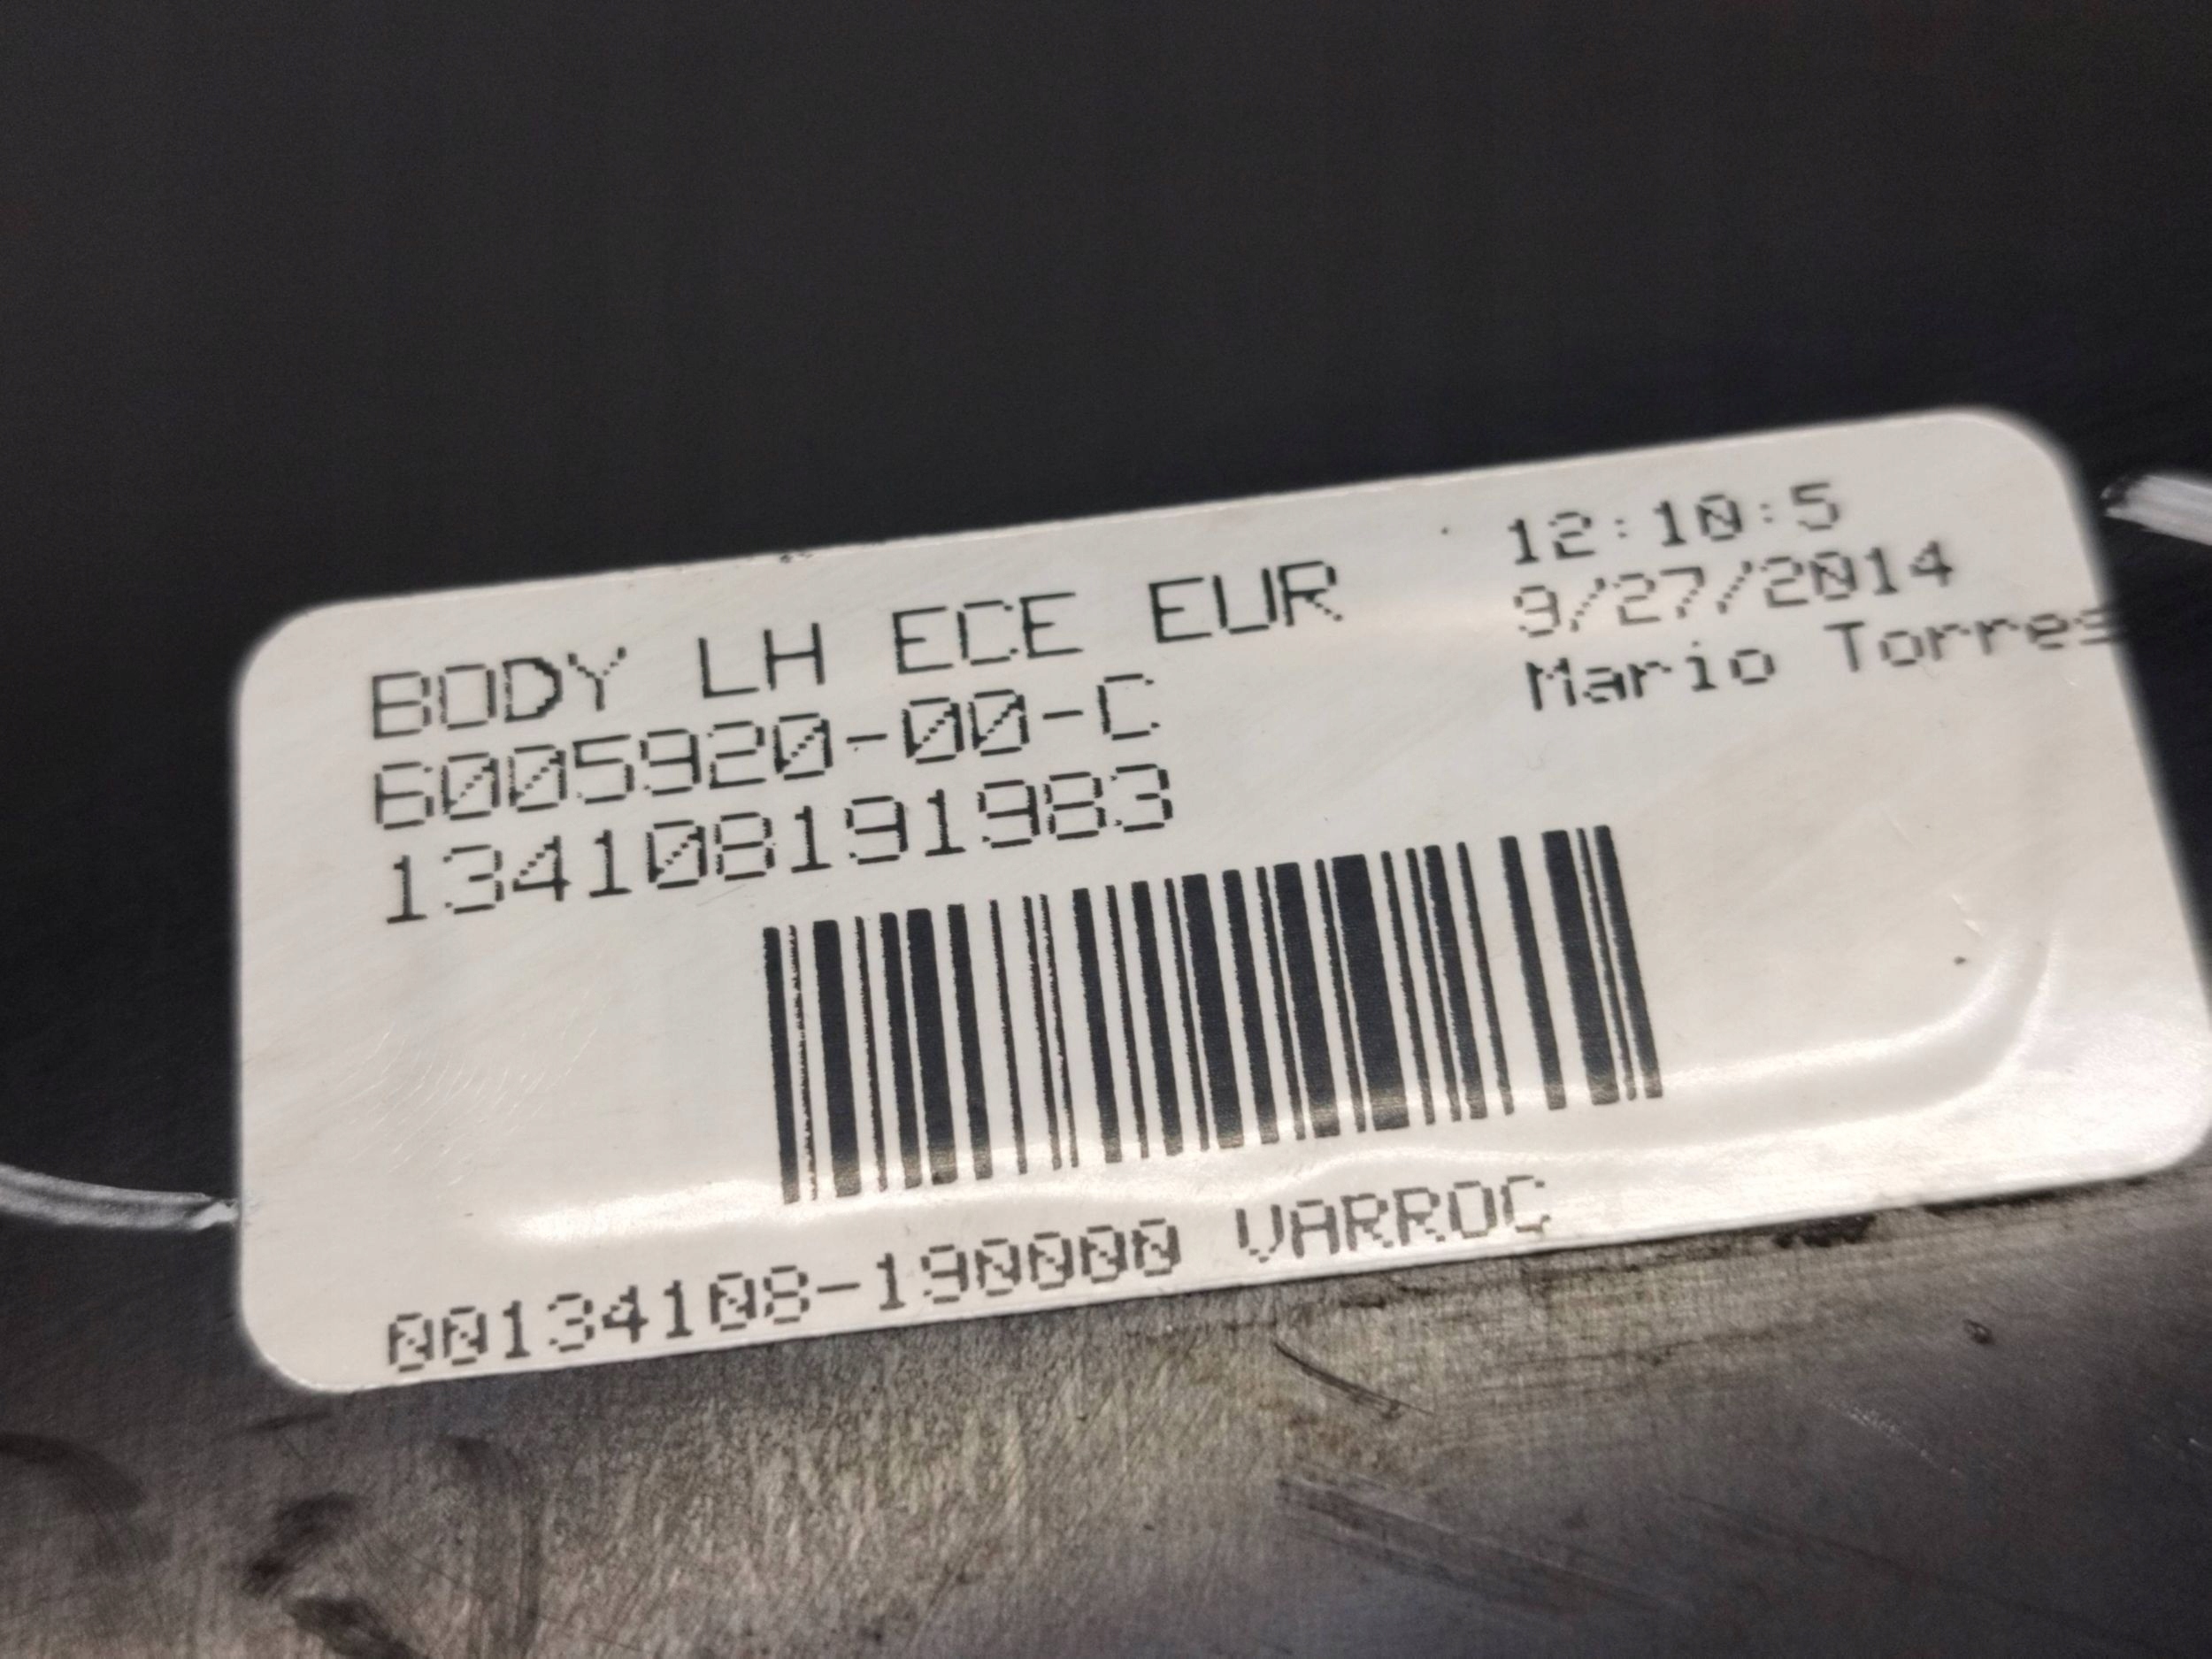 BODY LH ECE EUR
6005920-00-C
134108191983
12:10:5
9/27/2014
Mario Torres
00134108-190000 VARROC